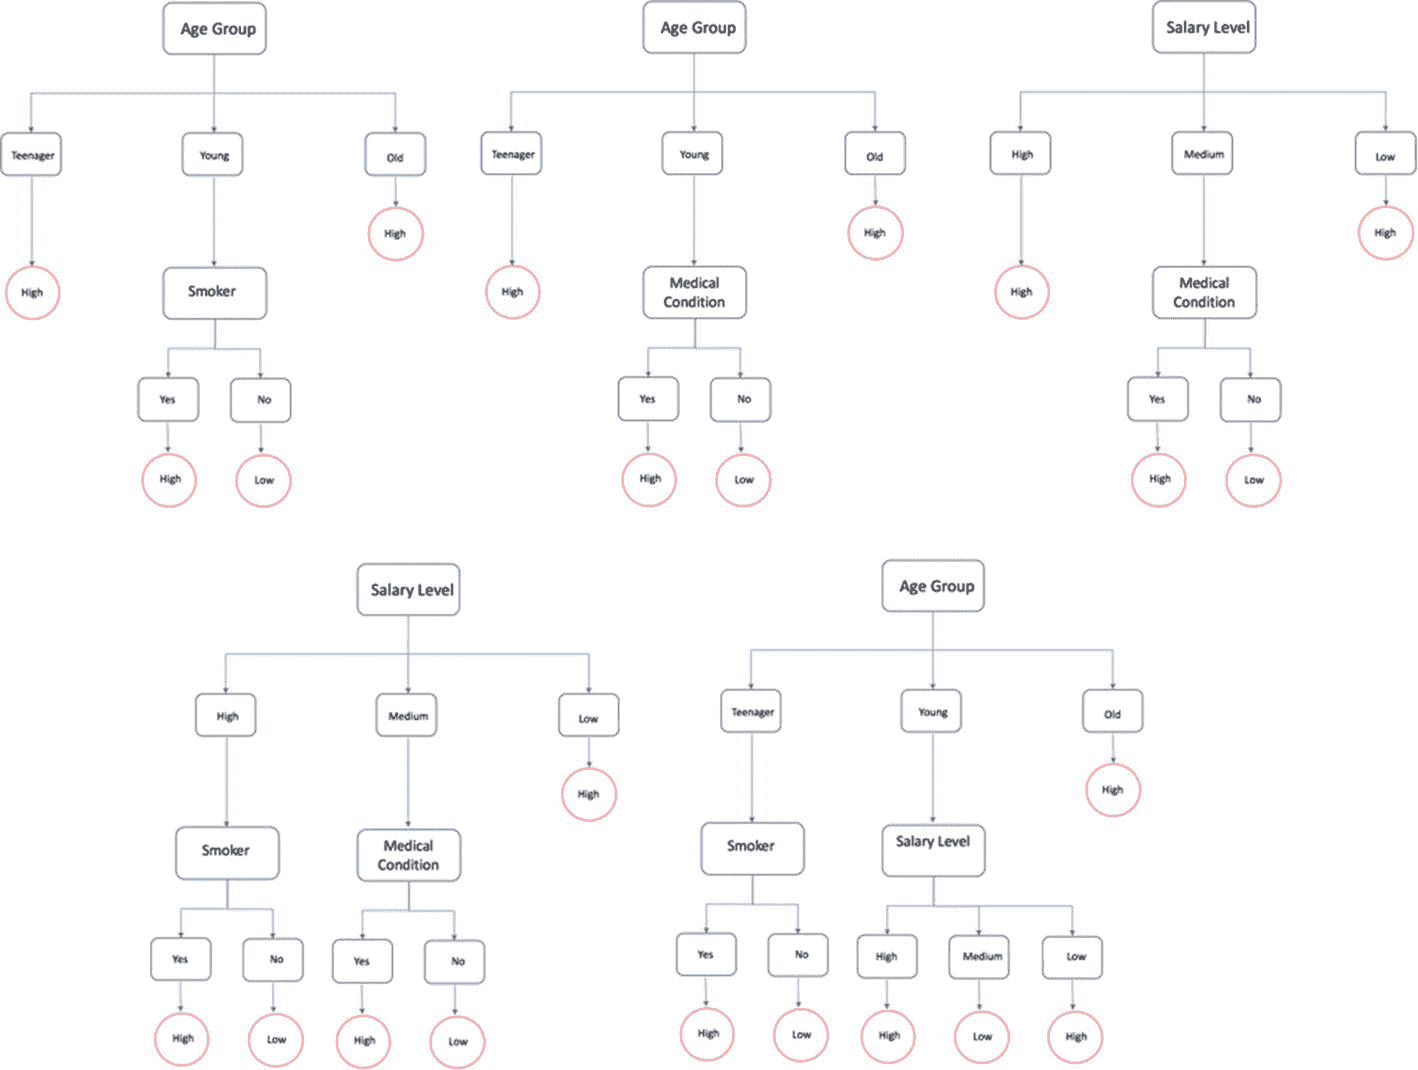 Age Group
Teenager
Young
Old
High
High
Smoker
Yes
No
High
Low
Age Group
Teenager
Young
Old
High
High
Medical
Condition
Yes
No
High
Low
Salary Level
High
Medium
Low
High
High
Medical
Condition
Yes
No
High
Low
Salary Level
High
Medium
Low
High
Smoker
Medical
Condition
Yes
No
Yes
No
High
Low
High
Low
Age Group
Teenager
Young
Old
High
Smoker
Salary Level
Yes
No
High
Medium
Low
High
Low
High
Low
High